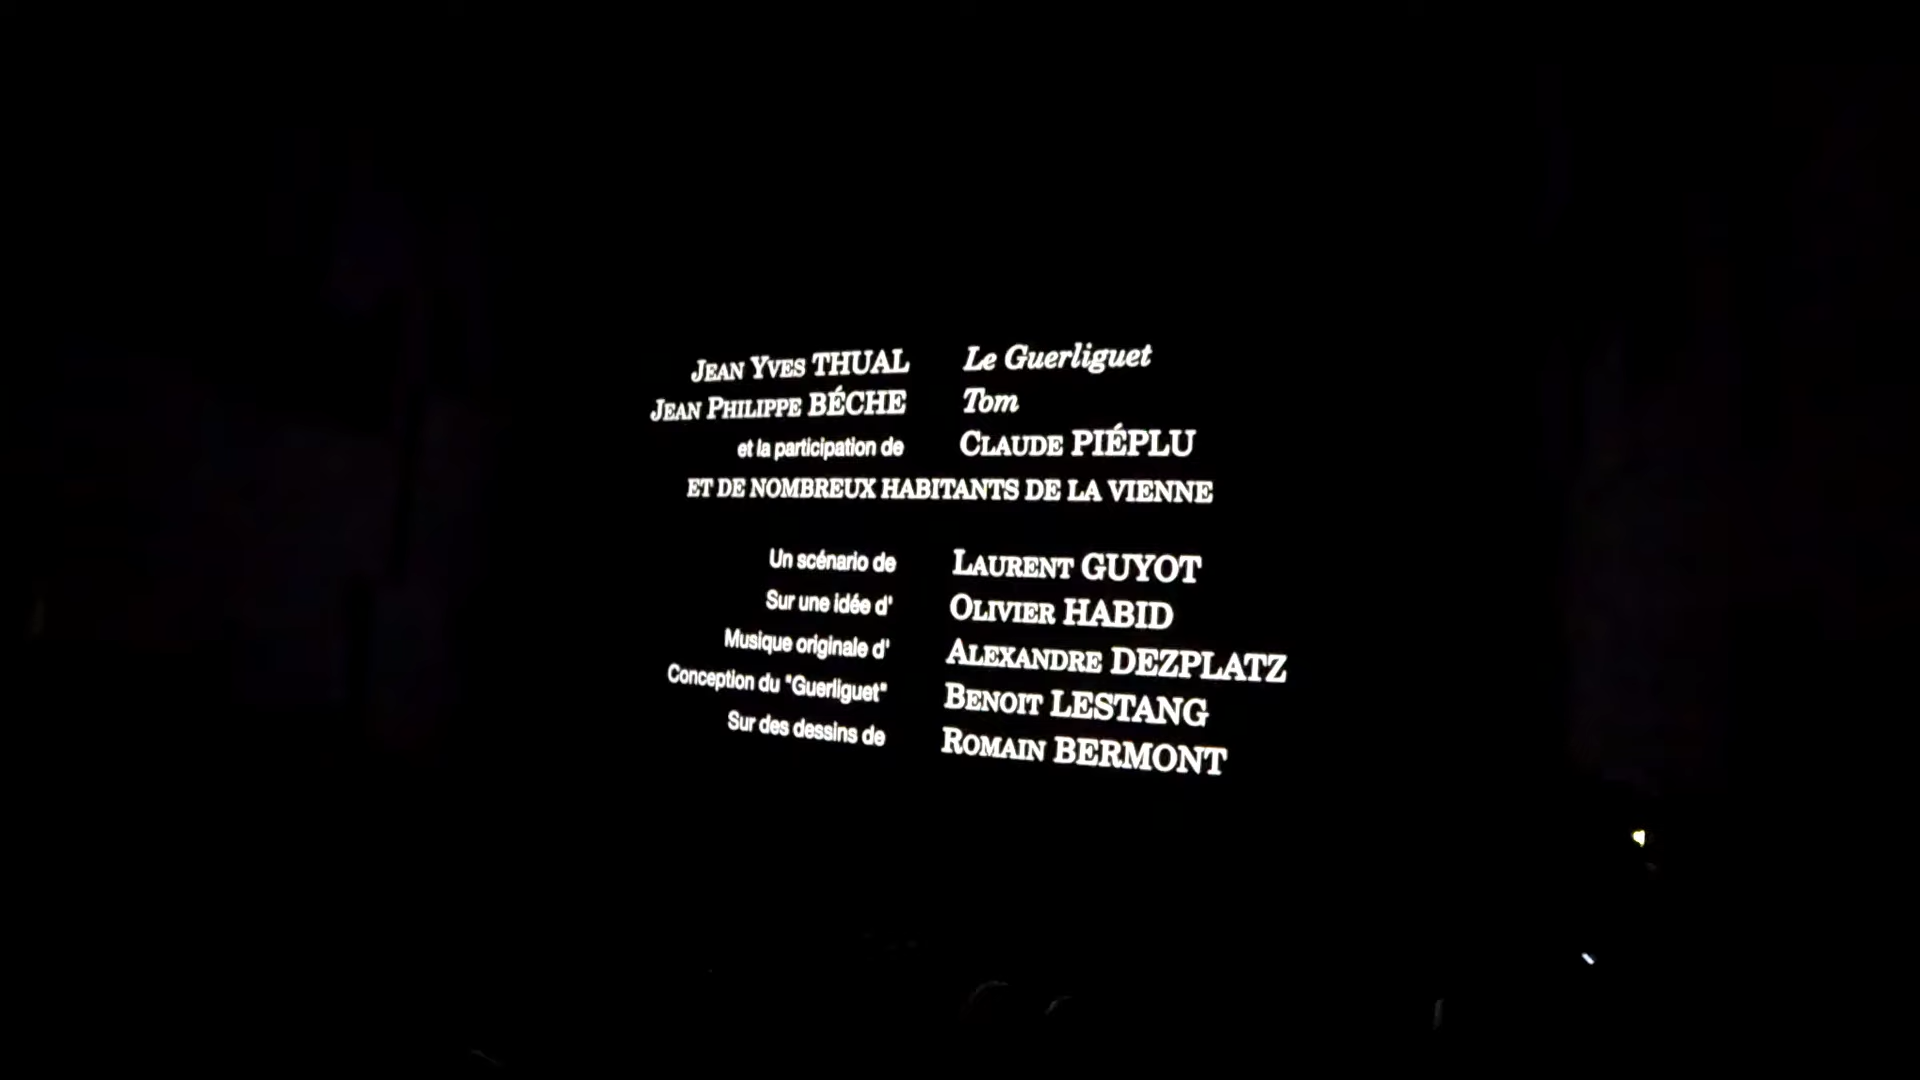 JEAN YVES THUAL Le Guerliguet
JEAN PHILIPPE BÉCHE Tom
et la participation de CLAUDE PIÉPLU
ET DE NOMBREUX HABITANTS DE LA VIENNE
Un scénario de LAURENT GUYOT
Sur une idée d' OLIVIER HABID
Musique originale d' ALEXANDRE DEZPLATZ
Conception du "Guerliguet" BENOIT LESTANG
Sur des dessins de ROMAIN BERMONT